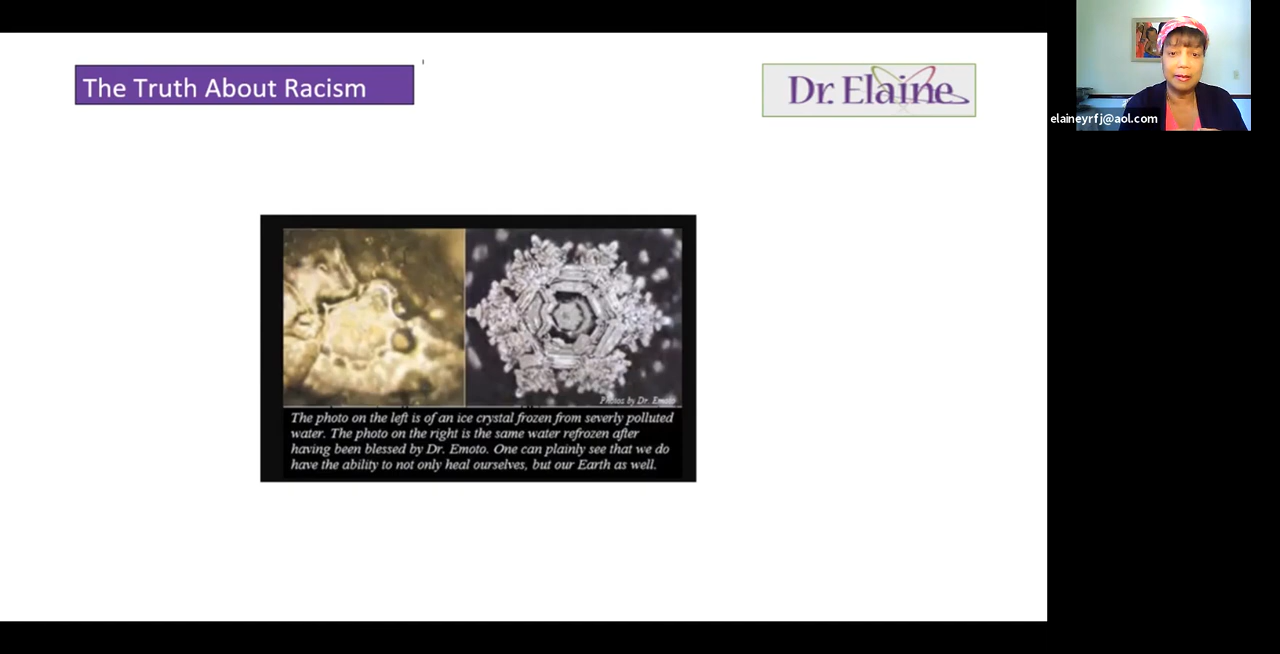 The Truth About Racism
Dr. Elaine
elaineyrfj@aol.com
Photos by Dr. Emoto
The photo on the left is of an ice crystal frozen from severly polluted
water. The photo on the right is the same water refrozen after
having been blessed by Dr. Emoto. One can plainly see that we do
have the ability to not only heal ourselves, but our Earth as well.